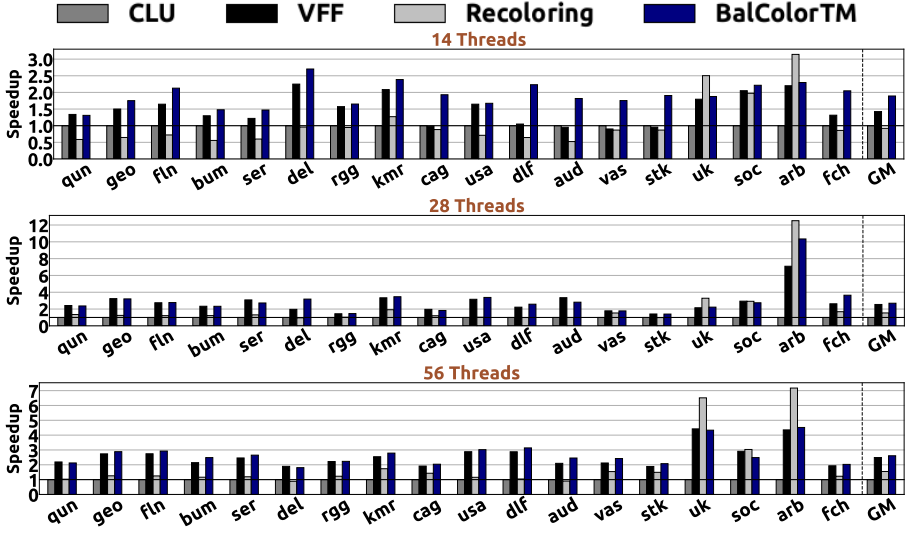 CLU VFF Recoloring BalColorTM
14 Threads
Speedup
3.0
2.5
2.0
1.5
1.0
0.5
0.0
qun geo fln bum ser del rgg kmr cag usa dlf aud vas stk uk soc arb fch GM
28 Threads
Speedup
12
10
8
6
4
2
0
qun geo fln bum ser del rgg kmr cag usa dlf aud vas stk uk soc arb fch GM
56 Threads
Speedup
7
6
5
4
3
2
1
0
qun geo fln bum ser del rgg kmr cag usa dlf aud vas stk uk soc arb fch GM